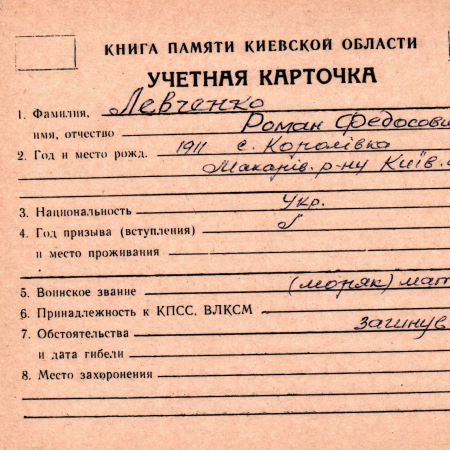 КНИГА ПАМЯТИ КИЕВСКОЙ ОБЛАСТИ
УЧЕТНАЯ КАРТОЧКА
1. Фамилия, Левченко
имя, отчество Роман Федосови
2. Год и место рожд. 1911 с. Королівка
Макарів. р-ну Київ.
3. Национальность Укр.
4. Год призыва (вступления)
и место проживания
5. Воинское звание (моряк) мат
6. Принадлежность к КПСС, ВЛКСМ
7. Обстоятельства загинув
и дата гибели
8. Место захоронения